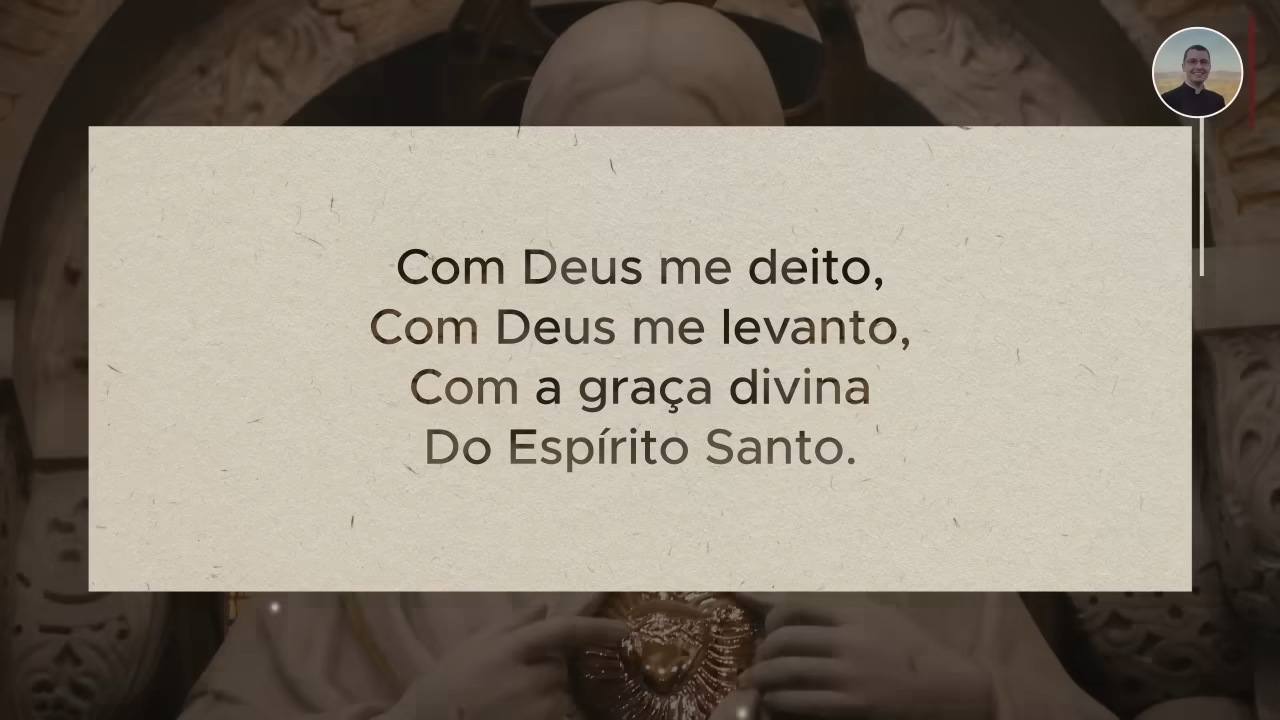 Com Deus me deito,
Com Deus me levanto,
Com a graça divina
Do Espírito Santo.